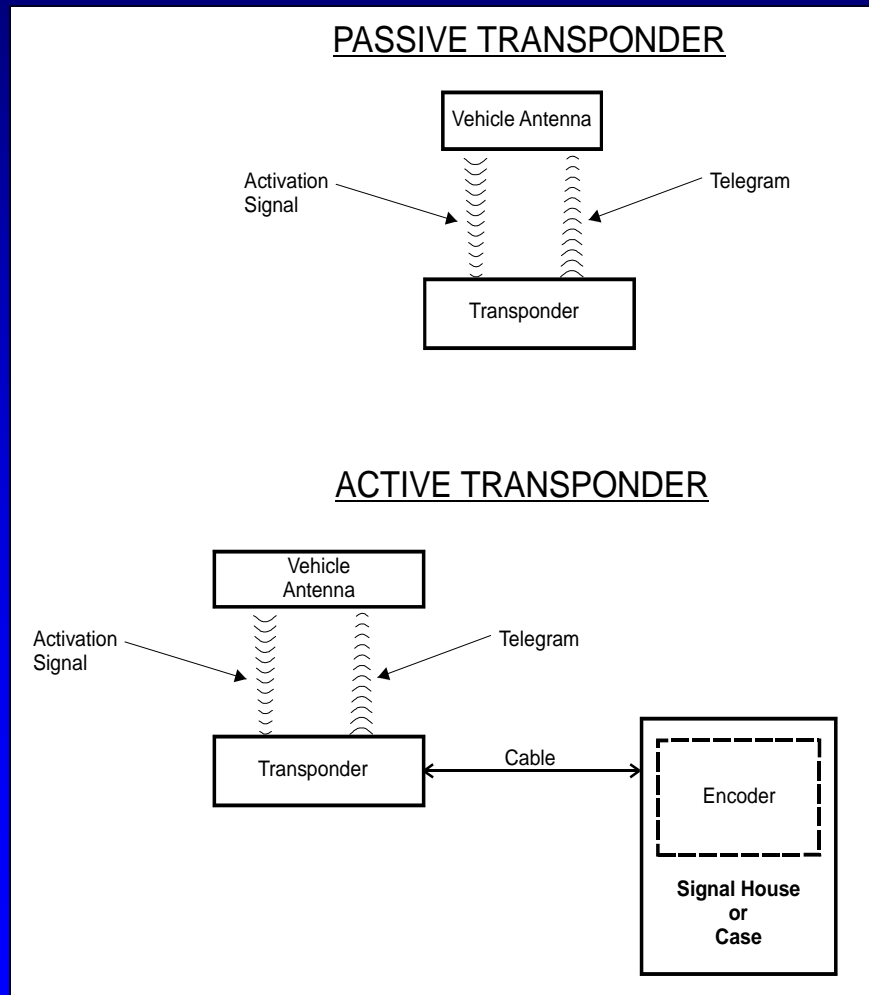 PASSIVE TRANSPONDER
Vehicle Antenna
Activation
Signal
Telegram
Transponder
ACTIVE TRANSPONDER
Vehicle
Antenna
Activation
Signal
Telegram
Transponder
Cable
Encoder
Signal House
or
Case